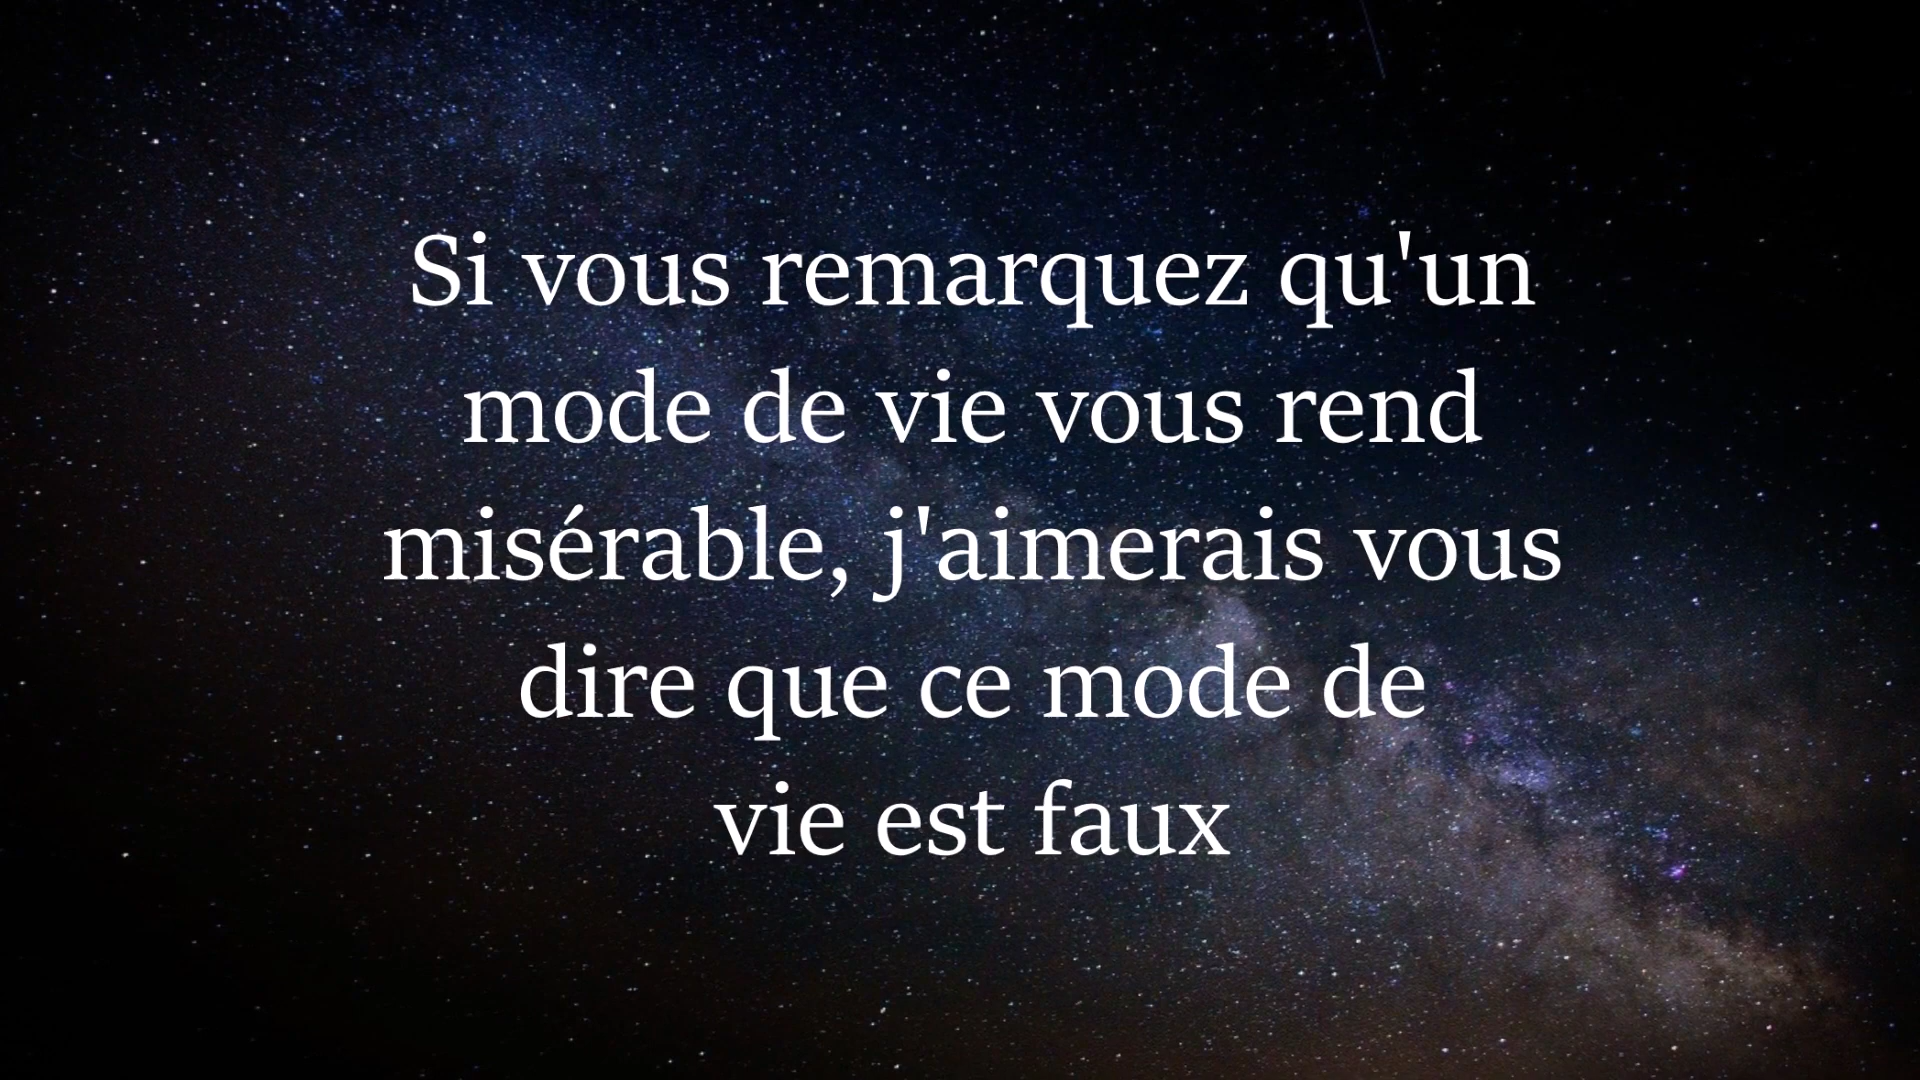 Si vous remarquez qu'un
mode de vie vous rend
misérable, j'aimerais vous
dire que ce mode de
vie est faux